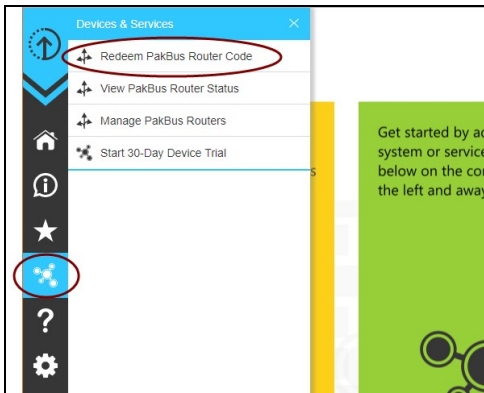 Devices & Services
Redeem PakBus Router Code
View PakBus Router Status
Manage PakBus Routers
Start 30-Day Device Trial
s
Get started by ad
system or service
below on the co
the left and away